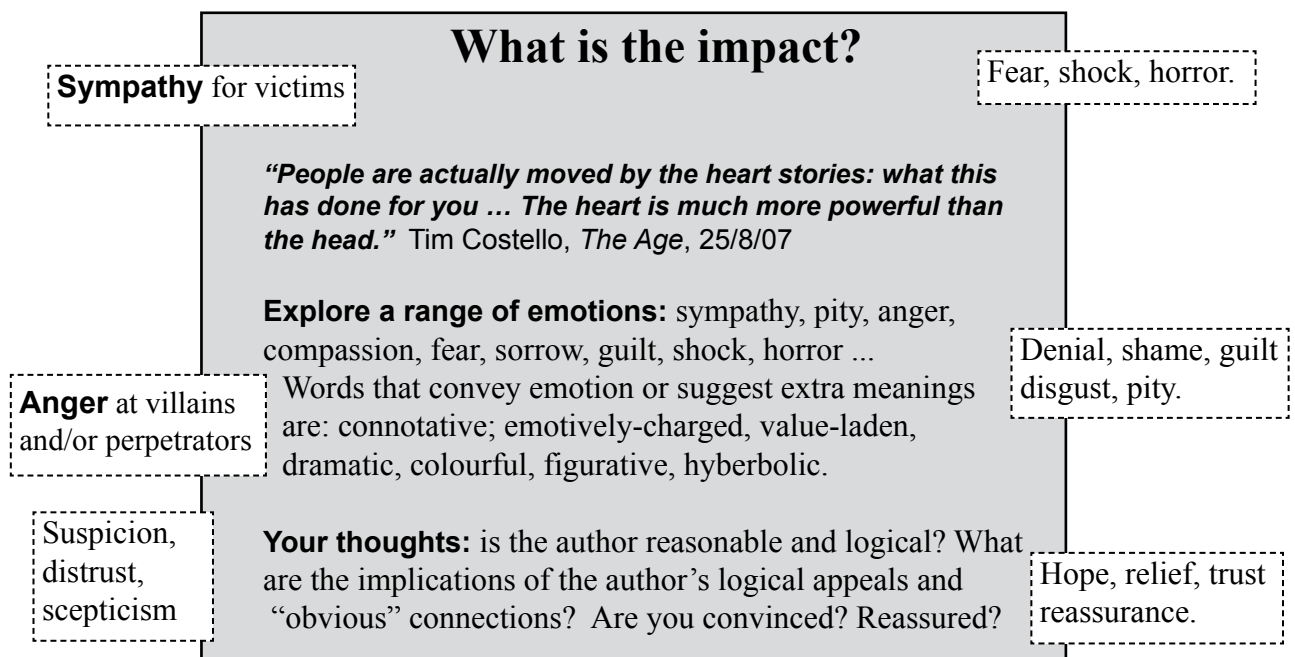 What is the impact?
Sympathy for victims
Fear, shock, horror.
“People are actually moved by the heart stories: what this
has done for you … The heart is much more powerful than
the head.” Tim Costello, The Age, 25/8/07
Explore a range of emotions: sympathy, pity, anger,
compassion, fear, sorrow, guilt, shock, horror ...
Words that convey emotion or suggest extra meanings
are: connotative; emotively-charged, value-laden,
dramatic, colourful, figurative, hyberbolic.
Denial, shame, guilt
disgust, pity.
Anger at villains
and/or perpetrators
Suspicion,
distrust,
scepticism
Your thoughts: is the author reasonable and logical? What
are the implications of the author’s logical appeals and
“obvious” connections? Are you convinced? Reassured?
Hope, relief, trust
reassurance.